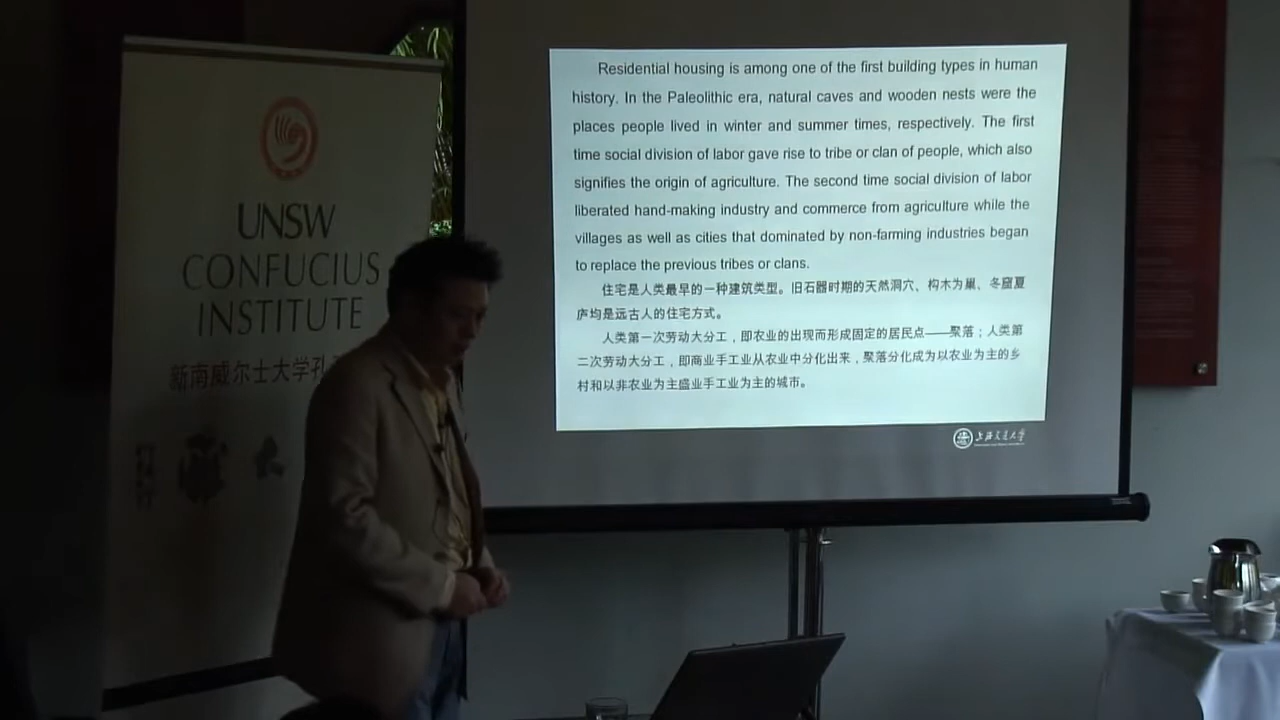 UNSW
CONFUCIUS
INSTITUTE
新南威尔士大学孔
Residential housing is among one of the first building types in human
history. In the Paleolithic era, natural caves and wooden nests were the
places people lived in winter and summer times, respectively. The first
time social division of labor gave rise to tribe or clan of people, which also
signifies the origin of agriculture. The second time social division of labor
liberated hand-making industry and commerce from agriculture while the
villages as well as cities that dominated by non-farming industries began
to replace the previous tribes or clans.
住宅是人类最早的一种建筑类型。旧石器时期的天然洞穴、构木为巢、冬窟夏
庐均是远古人的住宅方式。
人类第一次劳动大分工，即农业的出现而形成固定的居民点——聚落；人类第
二次劳动大分工，即商业手工业从农业中分化出来，聚落分化成为以农业为主的乡
村和以非农业为主盛业手工业为主的城市。
上海交通大学